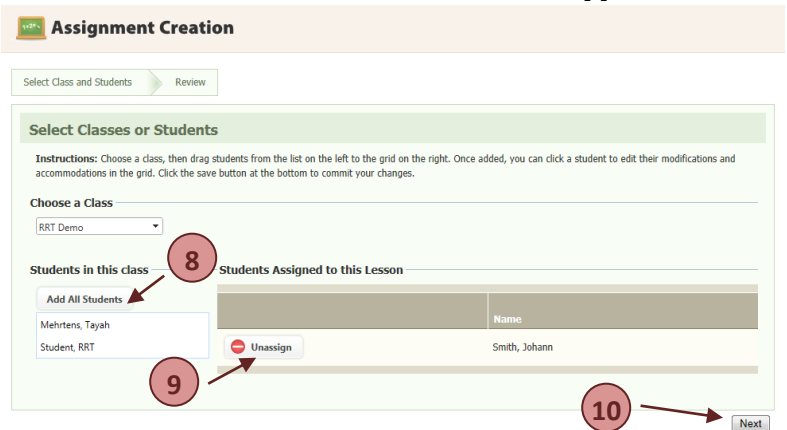 Assignment Creation
Select Class and Students Review
Select Classes or Students
Instructions: Choose a class, then drag students from the list on the left to the grid on the right. Once added, you can click a student to edit their modifications and
accommodations in the grid. Click the save button at the bottom to commit your changes.
Choose a Class
RRT Demo
8
Students in this class Students Assigned to this Lesson
Add All Students
Name
Mehrtens, Tayah
Student, RRT
Unassign Smith, Johann
9
10
Next